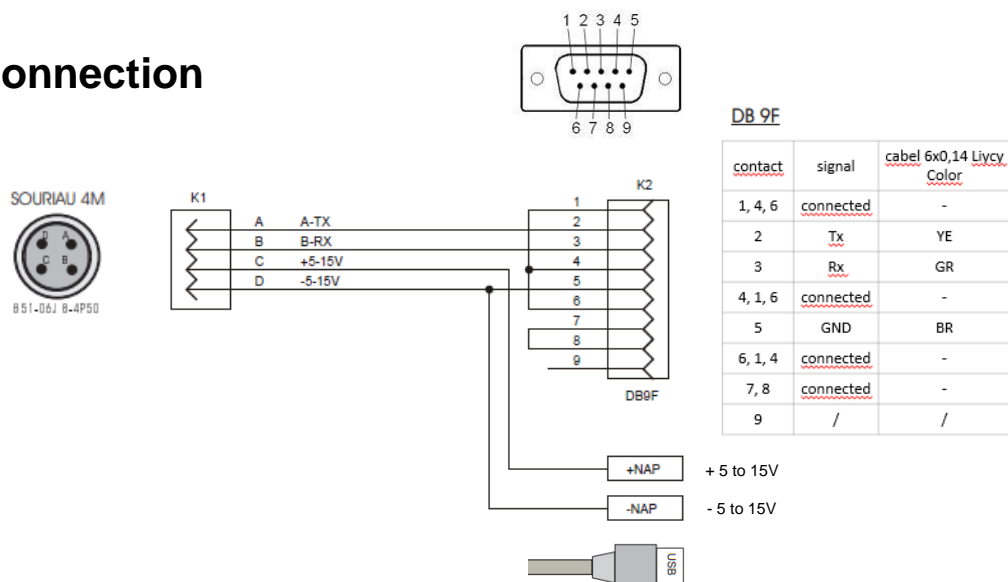 onnection
1 2 3 4 5
6 7 8 9
DB 9F
contact signal cabel 6x0,14 Liycy Color
1, 4, 6 connected -
2 Tx YE
3 Rx GR
4, 1, 6 connected -
5 GND BR
6, 1, 4 connected -
7, 8 connected -
9 / /
SOURIAU 4M
D A
C B
851-06J 8-4P50
K1
A A-TX
B B-RX
C +5-15V
D -5-15V
K2
1
2
3
4
5
6
7
8
9
DB9F
+NAP + 5 to 15V
-NAP - 5 to 15V
USB